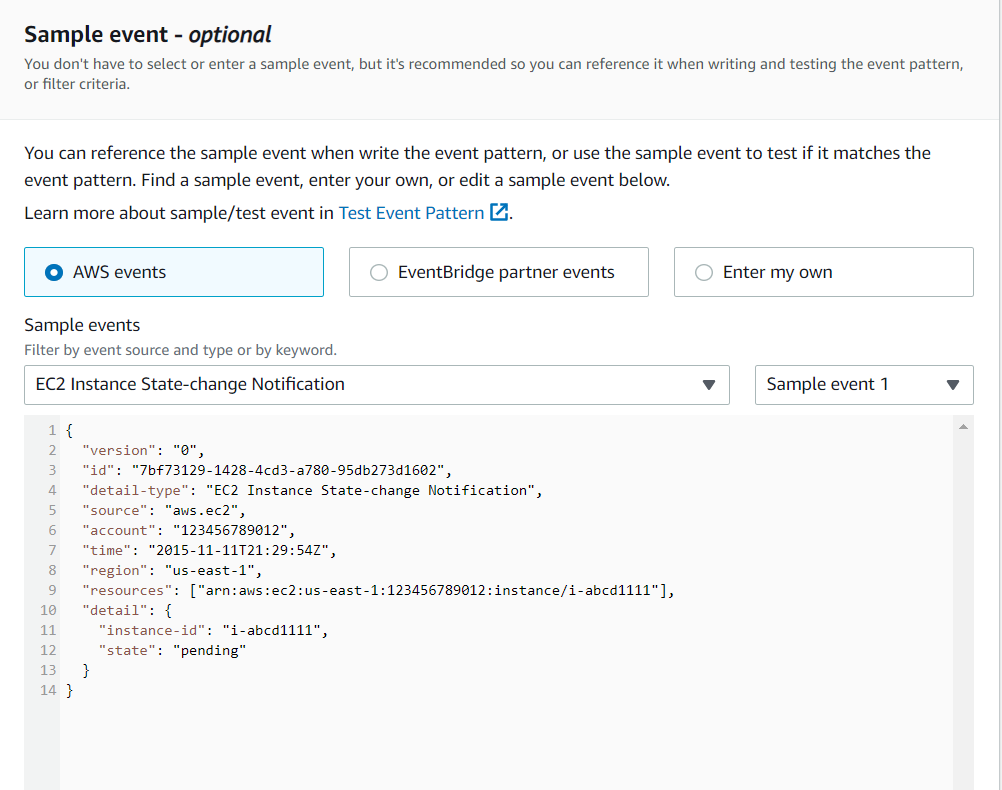 Sample event - optional
You don't have to select or enter a sample event, but it's recommended so you can reference it when writing and testing the event pattern,
or filter criteria.
You can reference the sample event when write the event pattern, or use the sample event to test if it matches the
event pattern. Find a sample event, enter your own, or edit a sample event below.
Learn more about sample/test event in Test Event Pattern.
AWS events
EventBridge partner events
Enter my own
Sample events
Filter by event source and type or by keyword.
EC2 Instance State-change Notification
Sample event 1
1 {
2   "version": "0",
3   "id": "7bf73129-1428-4cd3-a780-95db273d1602",
4   "detail-type": "EC2 Instance State-change Notification",
5   "source": "aws.ec2",
6   "account": "123456789012",
7   "time": "2015-11-11T21:29:54Z",
8   "region": "us-east-1",
9   "resources": ["arn:aws:ec2:us-east-1:123456789012:instance/i-abcd1111"],
10   "detail": {
11     "instance-id": "i-abcd1111",
12     "state": "pending"
13   }
14 }